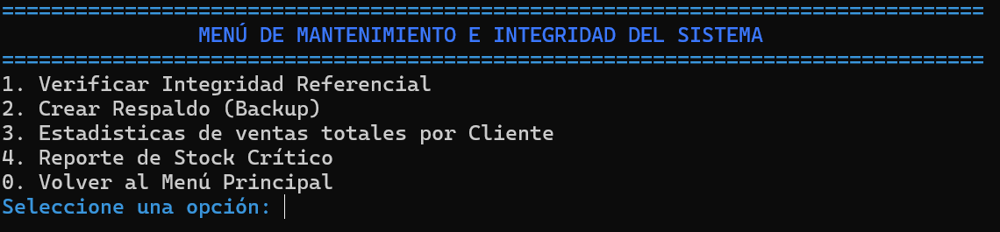 ================================================================================
MENÚ DE MANTENIMIENTO E INTEGRIDAD DEL SISTEMA
================================================================================
1. Verificar Integridad Referencial
2. Crear Respaldo (Backup)
3. Estadisticas de ventas totales por Cliente
4. Reporte de Stock Crítico
0. Volver al Menú Principal
Seleccione una opción: